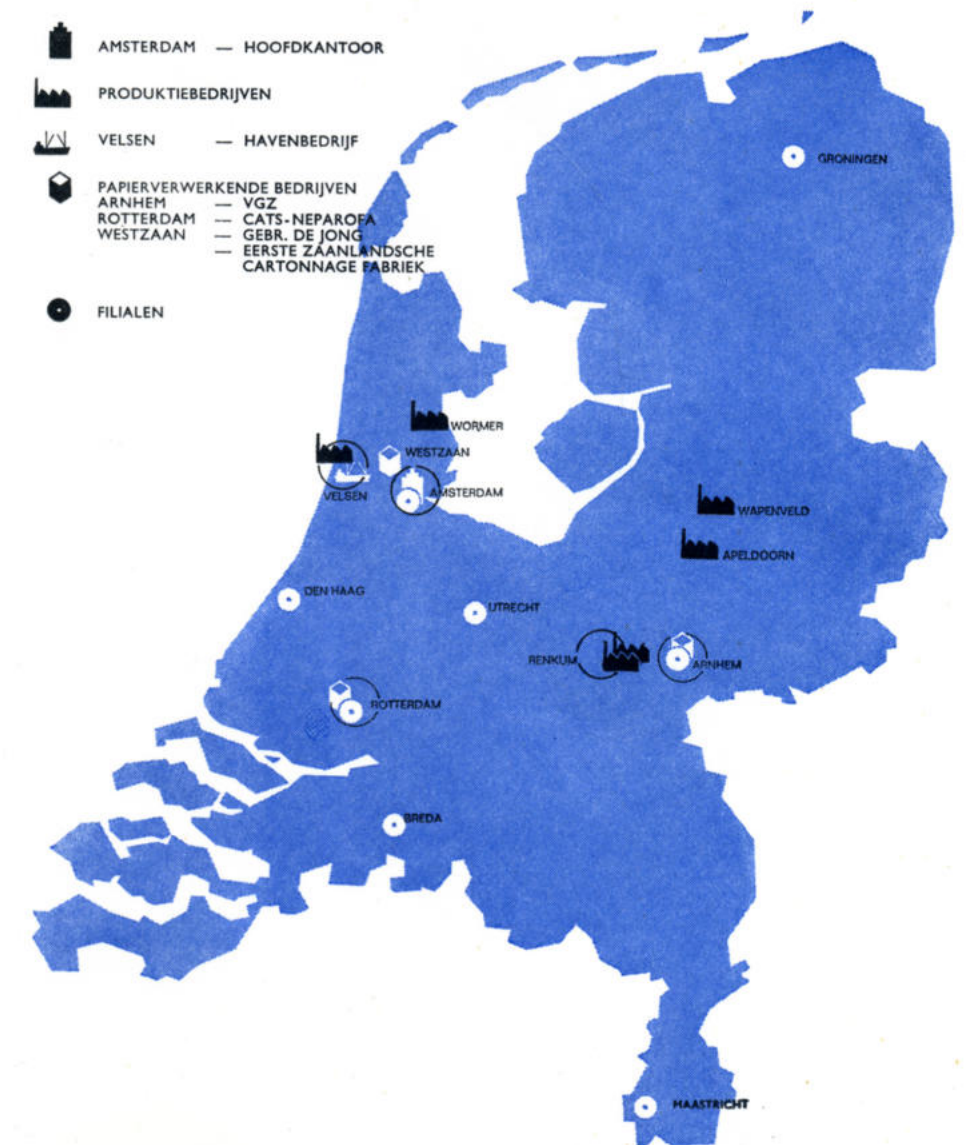 AMSTERDAM — HOOFDKANTOOR
PRODUKTIEBEDRIJVEN
VELSEN — HAVENBEDRIJF
PAPIERVERWERKENDE BEDRIJVEN
ARNHEM — VGZ
ROTTERDAM — CATS-NEPAROFA
WESTZAAN — GEBR. DE JONG
— EERSTE ZAANLANDSCHE
CARTONNAGE FABRIEK
FILIALEN
GRONINGEN
WORMER
WESTZAAN
VELSEN
AMSTERDAM
WAPENVELD
APELDOORN
DEN HAAG
UTRECHT
RENKUM
ARNHEM
ROTTERDAM
BREDA
MAASTRICHT